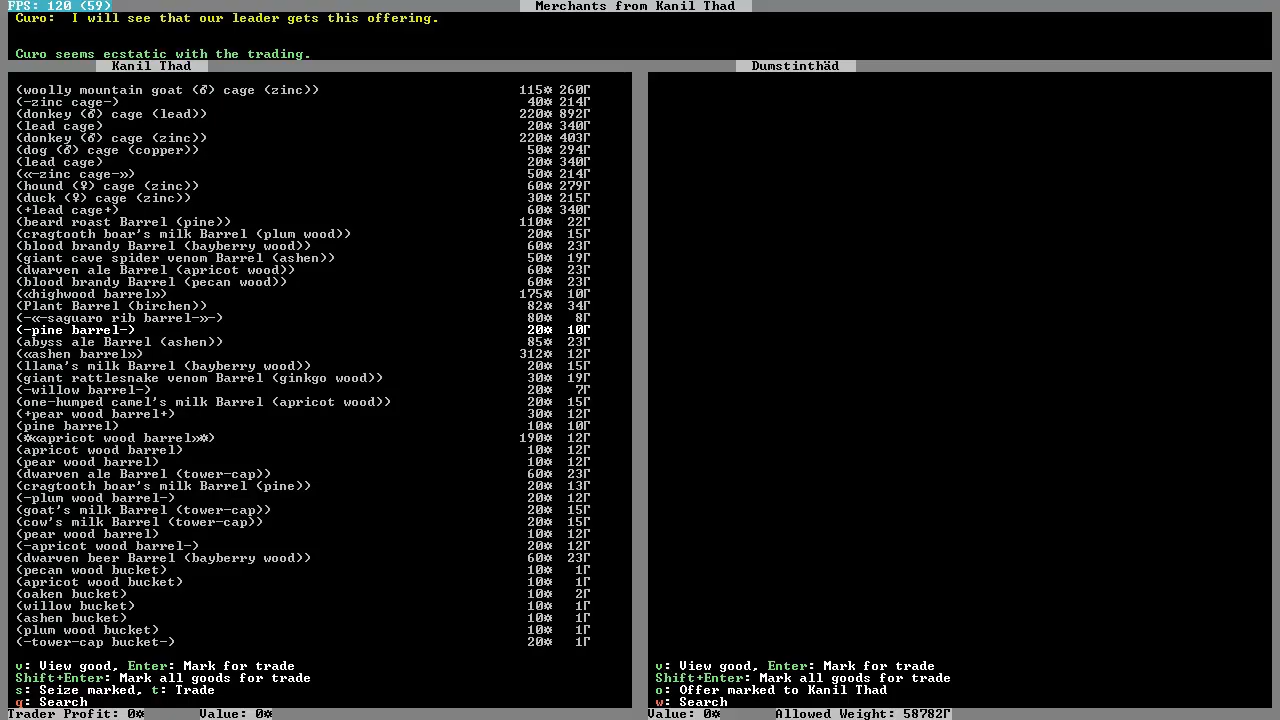 FPS: 120 (59)
Merchants from Kanil Thad
Curo:  I will see that our leader gets this offering.
Curo seems ecstatic with the trading.
Kanil Thad
Dumstinthäd
(woolly mountain goat (♂) cage (zinc)) 115☼ 260Γ
(-zinc cage-) 40☼ 214Γ
(donkey (♂) cage (lead)) 220☼ 892Γ
(lead cage) 20☼ 340Γ
(donkey (♂) cage (zinc)) 220☼ 403Γ
(dog (♂) cage (copper)) 50☼ 294Γ
(lead cage) 20☼ 340Γ
(«-zinc cage-») 50☼ 214Γ
(hound (♀) cage (zinc)) 60☼ 279Γ
(duck (♀) cage (zinc)) 30☼ 215Γ
(+lead cage+) 60☼ 340Γ
(beard roast Barrel (pine)) 110☼ 22Γ
(cragtooth boar's milk Barrel (plum wood)) 20☼ 15Γ
(blood brandy Barrel (bayberry wood)) 60☼ 23Γ
(giant cave spider venom Barrel (ashen)) 50☼ 19Γ
(dwarven ale Barrel (apricot wood)) 60☼ 23Γ
(blood brandy Barrel (pecan wood)) 60☼ 23Γ
(«highwood barrel») 175☼ 10Γ
(Plant Barrel (birchen)) 82☼ 34Γ
(-«-saguaro rib barrel-»-) 80☼ 8Γ
(-pine barrel-) 20☼ 10Γ
(abyss ale Barrel (ashen)) 85☼ 23Γ
(«ashen barrel») 312☼ 12Γ
(llama's milk Barrel (bayberry wood)) 20☼ 15Γ
(giant rattlesnake venom Barrel (ginkgo wood)) 30☼ 19Γ
(-willow barrel-) 20☼ 7Γ
(one-humped camel's milk Barrel (apricot wood)) 20☼ 15Γ
(+pear wood barrel+) 30☼ 12Γ
(pine barrel) 10☼ 10Γ
(☼«apricot wood barrel»☼) 190☼ 12Γ
(apricot wood barrel) 10☼ 12Γ
(pear wood barrel) 10☼ 12Γ
(dwarven ale Barrel (tower-cap)) 60☼ 23Γ
(cragtooth boar's milk Barrel (pine)) 20☼ 13Γ
(-plum wood barrel-) 20☼ 12Γ
(goat's milk Barrel (tower-cap)) 20☼ 15Γ
(cow's milk Barrel (tower-cap)) 20☼ 15Γ
(pear wood barrel) 10☼ 12Γ
(-apricot wood barrel-) 20☼ 12Γ
(dwarven beer Barrel (bayberry wood)) 60☼ 23Γ
(pecan wood bucket) 10☼ 1Γ
(apricot wood bucket) 10☼ 1Γ
(oaken bucket) 10☼ 2Γ
(willow bucket) 10☼ 1Γ
(ashen bucket) 10☼ 1Γ
(plum wood bucket) 10☼ 1Γ
(-tower-cap bucket-) 20☼ 1Γ
v: View good, Enter: Mark for trade
Shift+Enter: Mark all goods for trade
s: Seize marked, t: Trade
q: Search
Trader Profit: 0☼ Value: 0☼
v: View good, Enter: Mark for trade
Shift+Enter: Mark all goods for trade
o: Offer marked to Kanil Thad
w: Search
Value: 0☼ Allowed Weight: 58782Γ